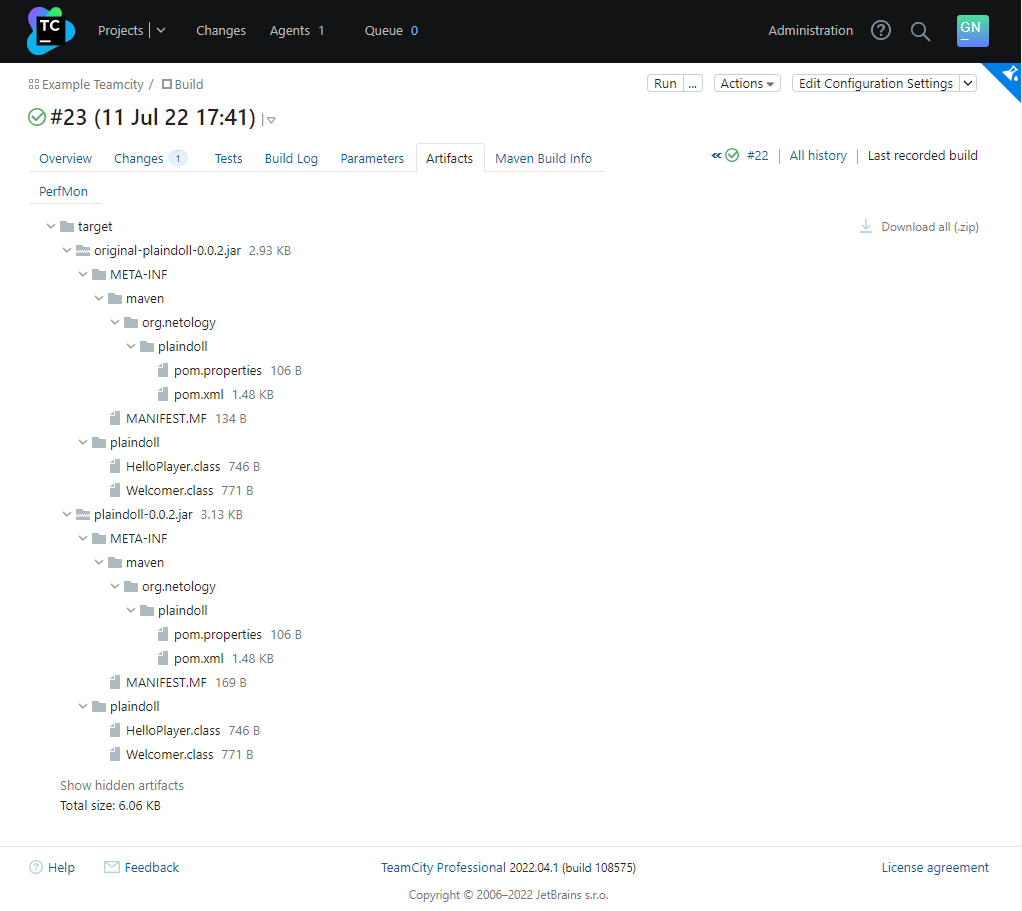 TC
Projects Changes Agents 1 Queue 0 Administration ? GN
Example Teamcity / Build Run ... Actions Edit Configuration Settings
#23 (11 Jul 22 17:41)
Overview Changes 1 Tests Build Log Parameters Artifacts Maven Build Info #22 All history Last recorded build
PerfMon
target Download all (.zip)
original-plaindoll-0.0.2.jar 2.93 KB
META-INF
maven
org.netology
plaindoll
pom.properties 106 B
pom.xml 1.48 KB
MANIFEST.MF 134 B
plaindoll
HelloPlayer.class 746 B
Welcomer.class 771 B
plaindoll-0.0.2.jar 3.13 KB
META-INF
maven
org.netology
plaindoll
pom.properties 106 B
pom.xml 1.48 KB
MANIFEST.MF 169 B
plaindoll
HelloPlayer.class 746 B
Welcomer.class 771 B
Show hidden artifacts
Total size: 6.06 KB
? Help Feedback TeamCity Professional 2022.04.1 (build 108575) License agreement
Copyright © 2006–2022 JetBrains s.r.o.